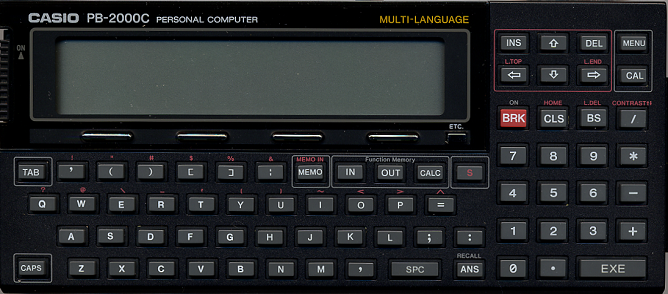 CASIO PB-2000C PERSONAL COMPUTER MULTI-LANGUAGE
ON
INS DEL MENU
L.TOP L.END
CAL
ETC.
ON HOME L.DEL CONTRAST
BRK CLS BS /
! " # $ % & MEMO IN Function Memory
TAB ' ( ) [ ] | MEMO IN OUT CALC S
7 8 9 *
? @ \ _ ~ < > ^
Q W E R T Y U I O P =
4 5 6 -
A S D F G H J K L ; :
1 2 3 +
RECALL
CAPS Z X C V B N M , SPC ANS
0 . EXE